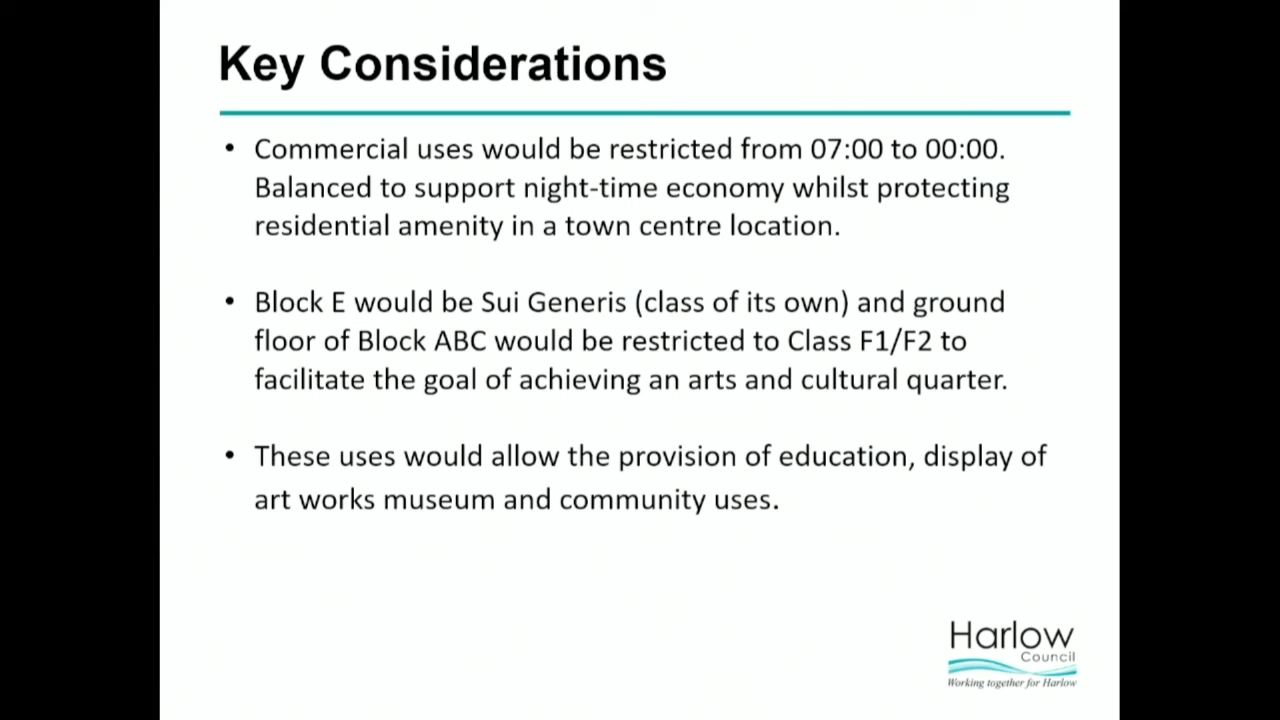 Key Considerations
• Commercial uses would be restricted from 07:00 to 00:00.
Balanced to support night-time economy whilst protecting
residential amenity in a town centre location.
• Block E would be Sui Generis (class of its own) and ground
floor of Block ABC would be restricted to Class F1/F2 to
facilitate the goal of achieving an arts and cultural quarter.
• These uses would allow the provision of education, display of
art works museum and community uses.
Harlow
Council
Working together for Harlow